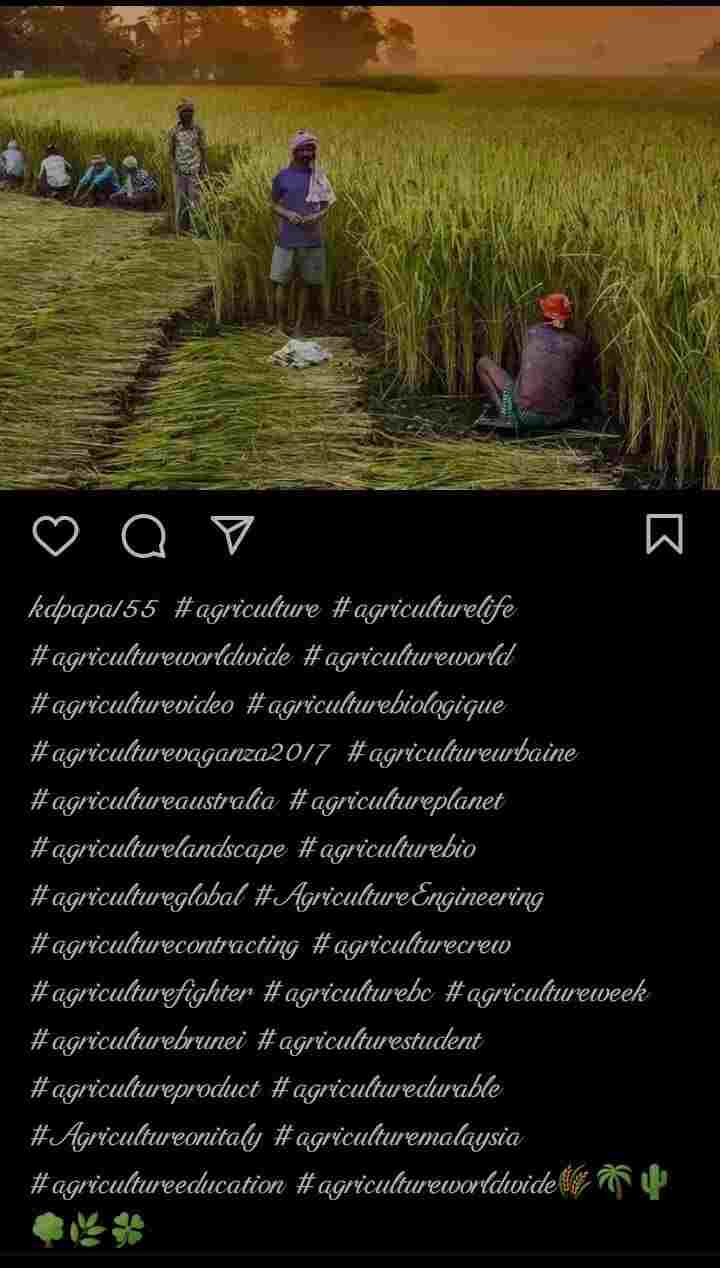 kdpapa155 #agriculture #agriculturelife
#agricultureworldwide #agricultureworld
#agriculturevideo #agriculturebiologique
#agriculturevaganza2017 #agricultureurbaine
#agricultureaustralia #agricultureplanet
#agriculturelandscape #agriculturebio
#agricultureglobal #AgricultureEngineering
#agriculturecontracting #agriculturecrew
#agriculturefighter #agriculturebc #agricultureweek
#agriculturebrunei #agriculturestudent
#agricultureproduct #agriculturedurable
#Agricultureonitaly #agriculturemalaysia
#agricultureeducation #agricultureworldwide🌾🌴🌵
🌳🌿🍀